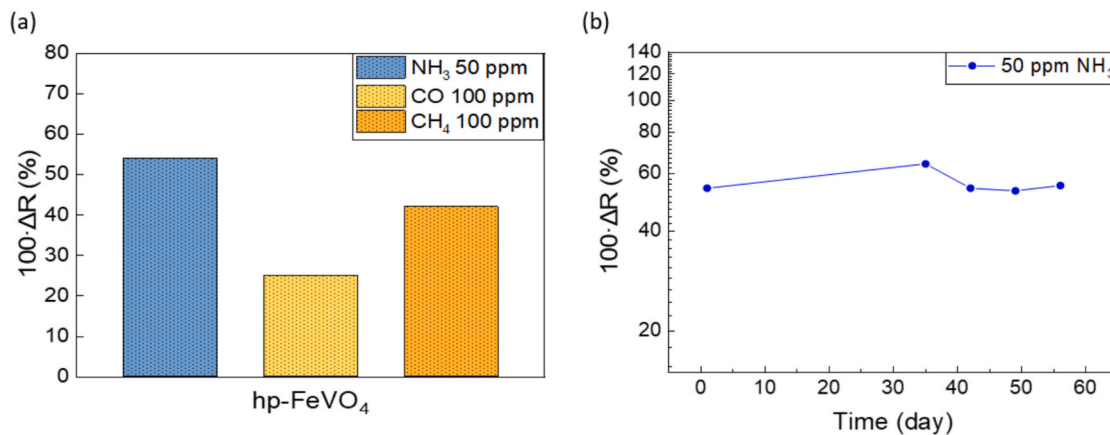 (a)
100·ΔR (%)
80
70
60
50
40
30
20
10
0
NH₃ 50 ppm
CO 100 ppm
CH₄ 100 ppm
hp-FeVO₄
(b)
100·ΔR (%)
140
120
100
80
60
40
20
50 ppm NH₃
0 10 20 30 40 50 60
Time (day)